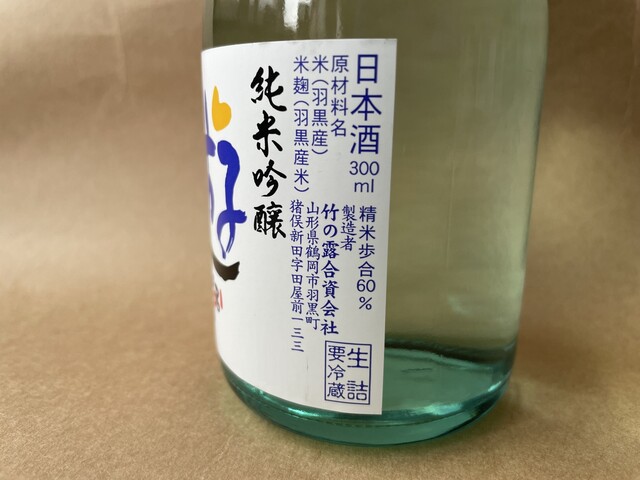 日本酒 300ml
精米歩合60%
原材料名
米(羽黒産)
米麹(羽黒産米)
製造者
竹の露合資会社
山形県鶴岡市羽黒町
猪俣新田字田屋前一三三
生詰
要冷蔵
純米吟醸
遊